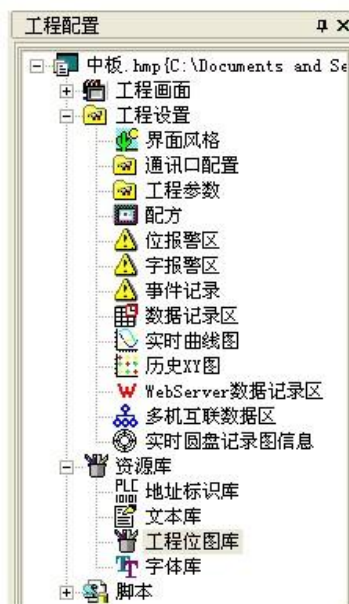 工程配置
中板.hmp{C:\Documents and Se
工程画面
工程设置
界面风格
通讯口配置
工程参数
配方
位报警区
字报警区
事件记录
数据记录区
实时曲线图
历史XY图
WebServer数据记录区
多机互联数据区
实时圆盘记录图信息
资源库
PLC 地址标识库
文本库
工程位图库
字体库
脚本